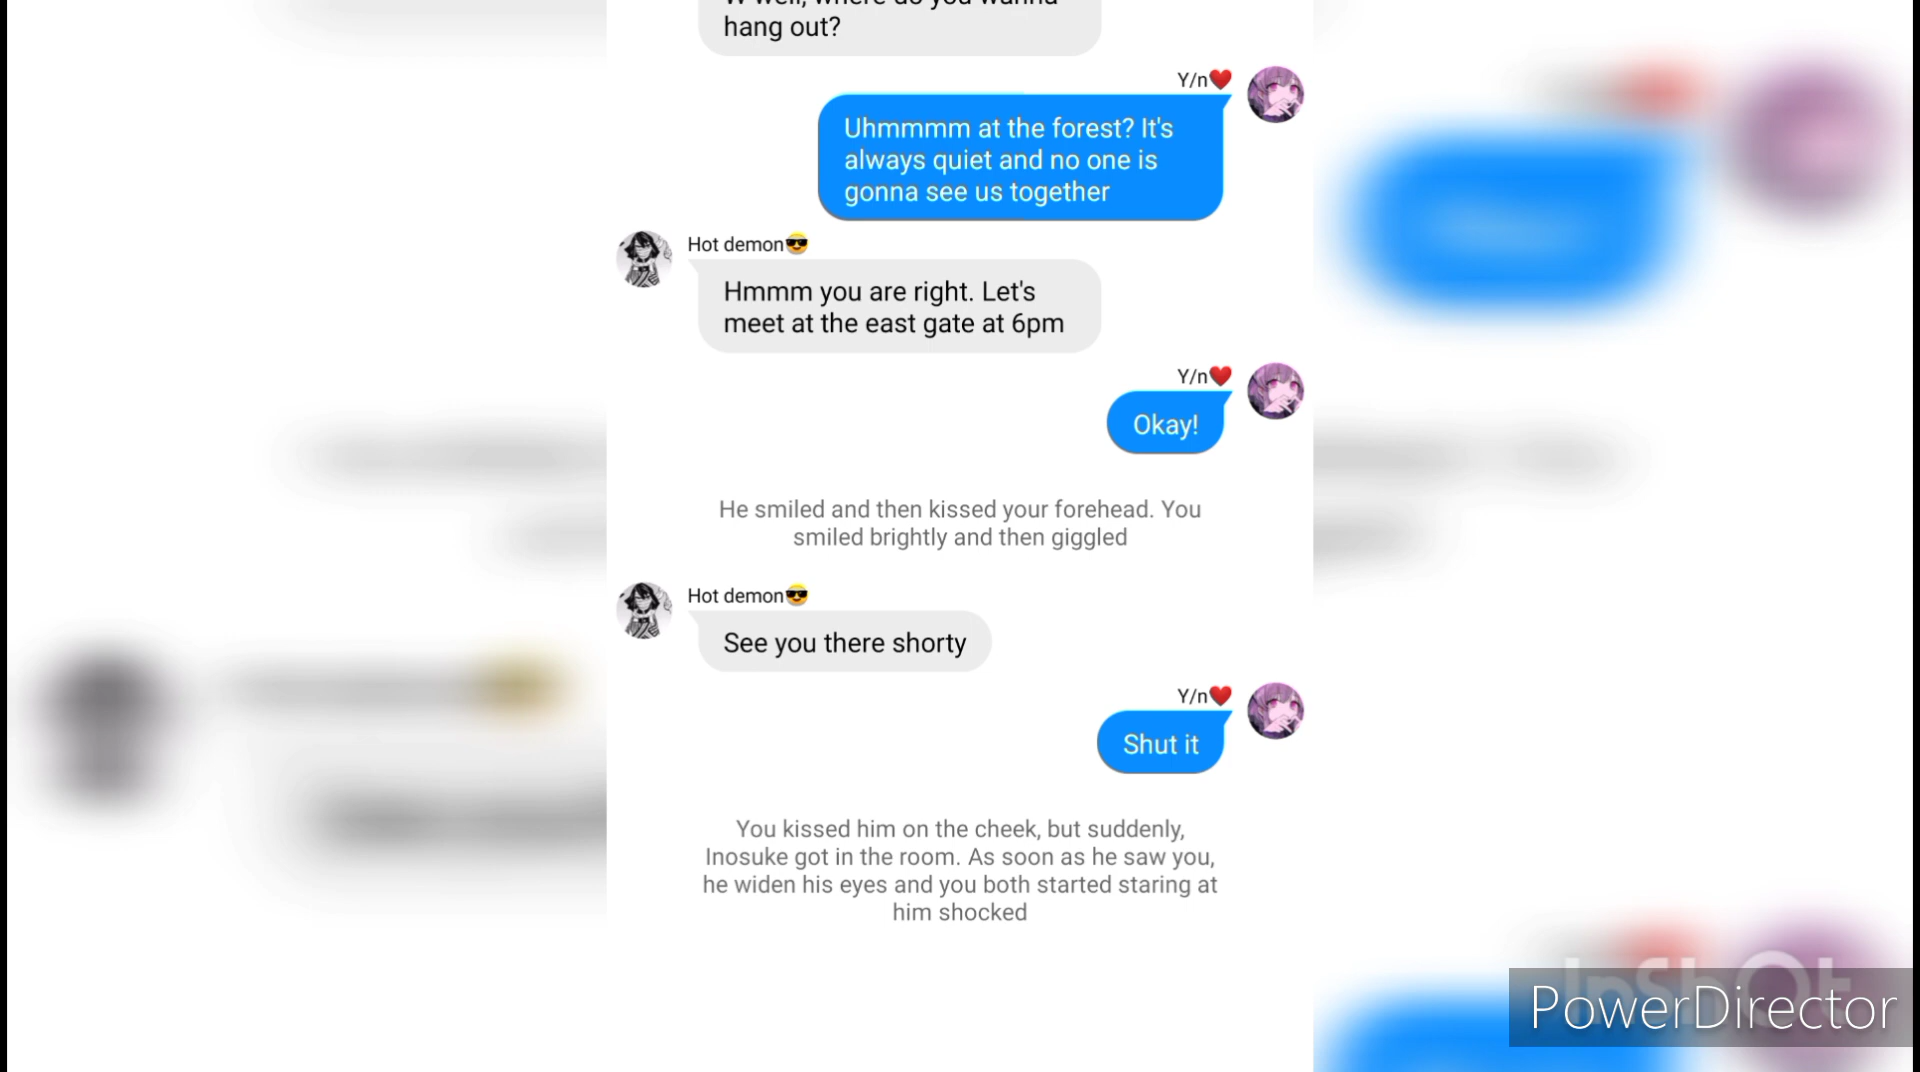 W-well, where do you wanna
hang out?
Y/n❤️
Uhmmmm at the forest? It's
always quiet and no one is
gonna see us together
Hot demon😎
Hmmm you are right. Let's
meet at the east gate at 6pm
Y/n❤️
Okay!
He smiled and then kissed your forehead. You
smiled brightly and then giggled
Hot demon😎
See you there shorty
Y/n❤️
Shut it
You kissed him on the cheek, but suddenly,
Inosuke got in the room. As soon as he saw you,
he widen his eyes and you both started staring at
him shocked
InShOt
PowerDirector